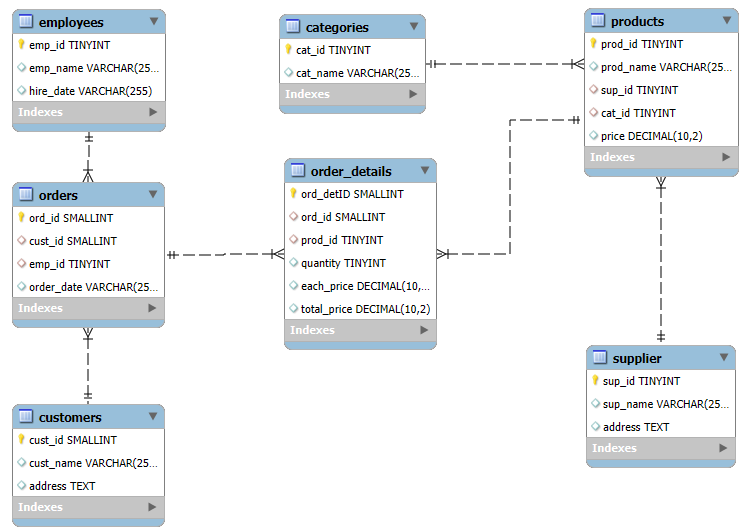 employees
emp_id TINYINT
emp_name VARCHAR(25...
hire_date VARCHAR(255)
Indexes
categories
cat_id TINYINT
cat_name VARCHAR(25...
Indexes
products
prod_id TINYINT
prod_name VARCHAR(25...
sup_id TINYINT
cat_id TINYINT
price DECIMAL(10,2)
Indexes
orders
ord_id SMALLINT
cust_id SMALLINT
emp_id TINYINT
order_date VARCHAR(25...
Indexes
order_details
ord_detID SMALLINT
ord_id SMALLINT
prod_id TINYINT
quantity TINYINT
each_price DECIMAL(10,...
total_price DECIMAL(10,2)
Indexes
customers
cust_id SMALLINT
cust_name VARCHAR(25...
address TEXT
Indexes
supplier
sup_id TINYINT
sup_name VARCHAR(25...
address TEXT
Indexes